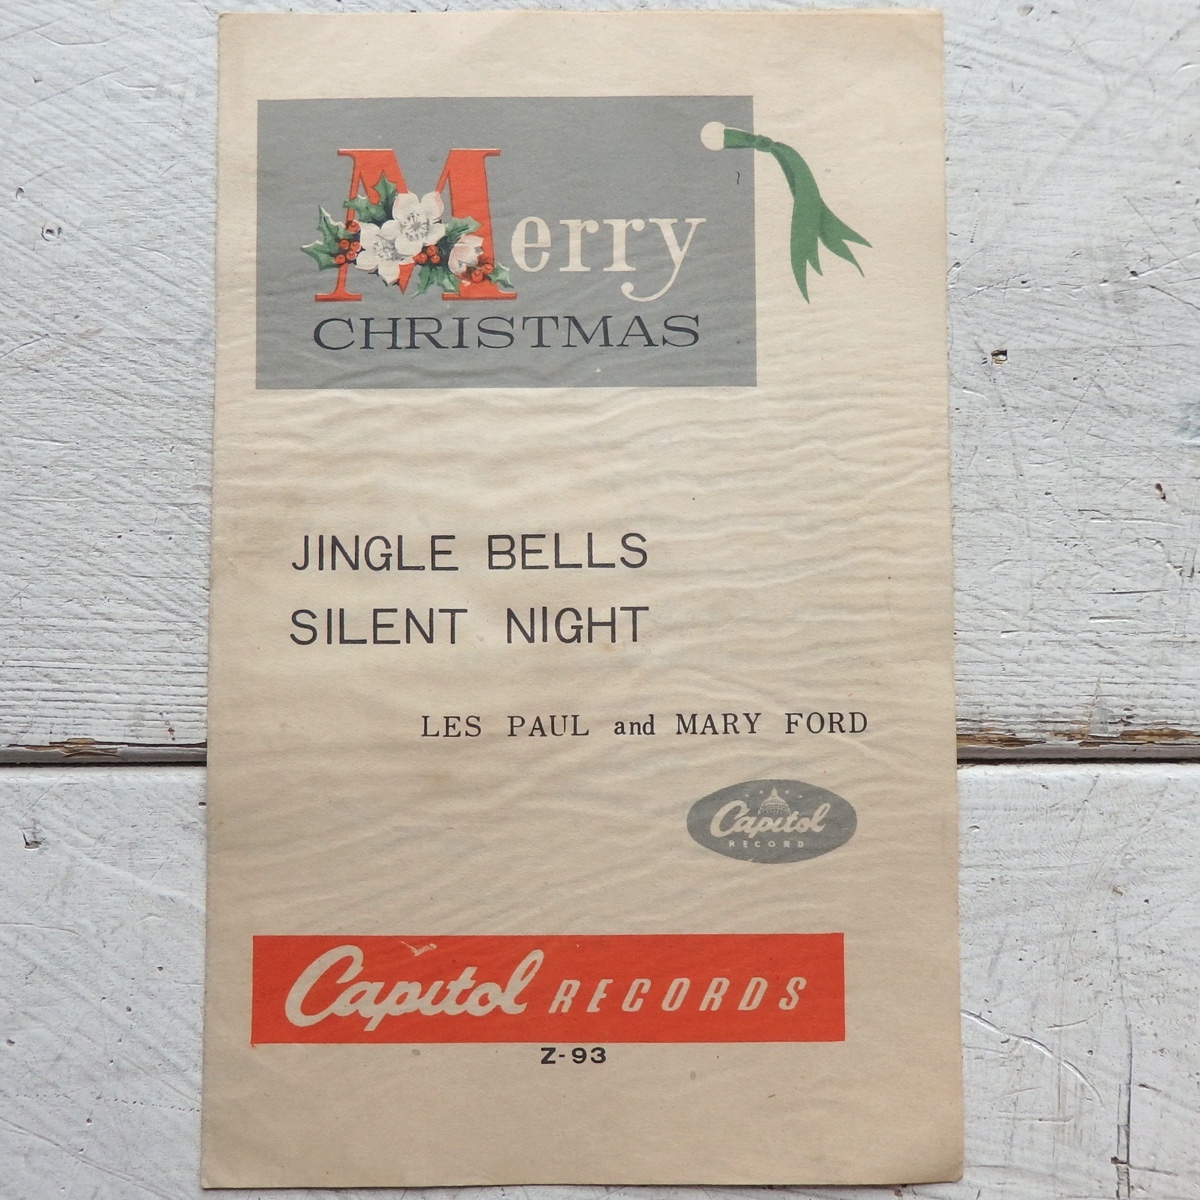 Merry
CHRISTMAS
JINGLE BELLS
SILENT NIGHT
LES PAUL and MARY FORD
Capitol
RECORD
Capitol RECORDS
Z-93